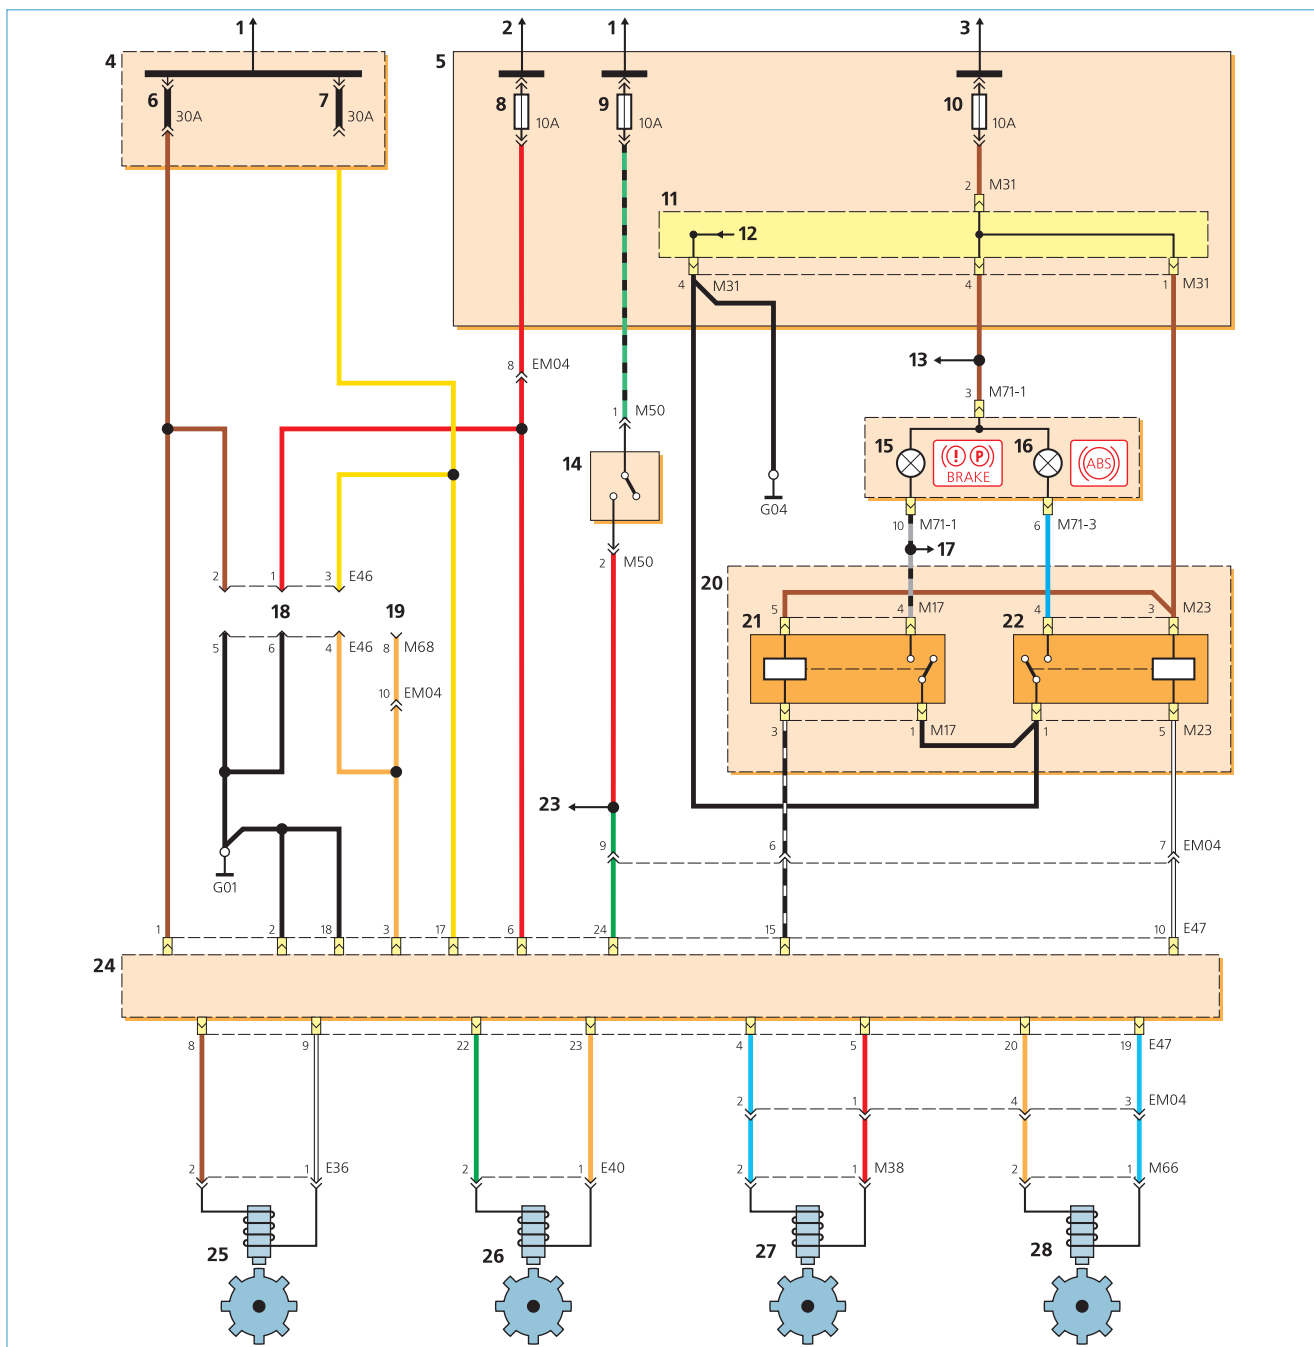 1 2 1 3
4 5
6 30A 7 30A 8 10A 9 10A 10 10A
2 M31
11
12
4 M31 4 1 M31
13
8 EM04
3 M71-1
1 M50
14 15 BRAKE 16 ABS
! P
G04
10 M71-1 6 M71-3
17
2 M50
2 1 3 E46
20
18 19
5 4 M17 4 3 M23
21 22
5 6 4 E46 8 M68
10 EM04
3 1 M17 1 5 M23
23
9 6 7 EM04
G01
1 2 18 3 17 6 24 15 10 E47
24
8 9 22 23 4 5 20 19 E47
2 1 4 3 EM04
2 1 E36 2 1 E40 2 1 M38 2 1 M66
25 26 27 28